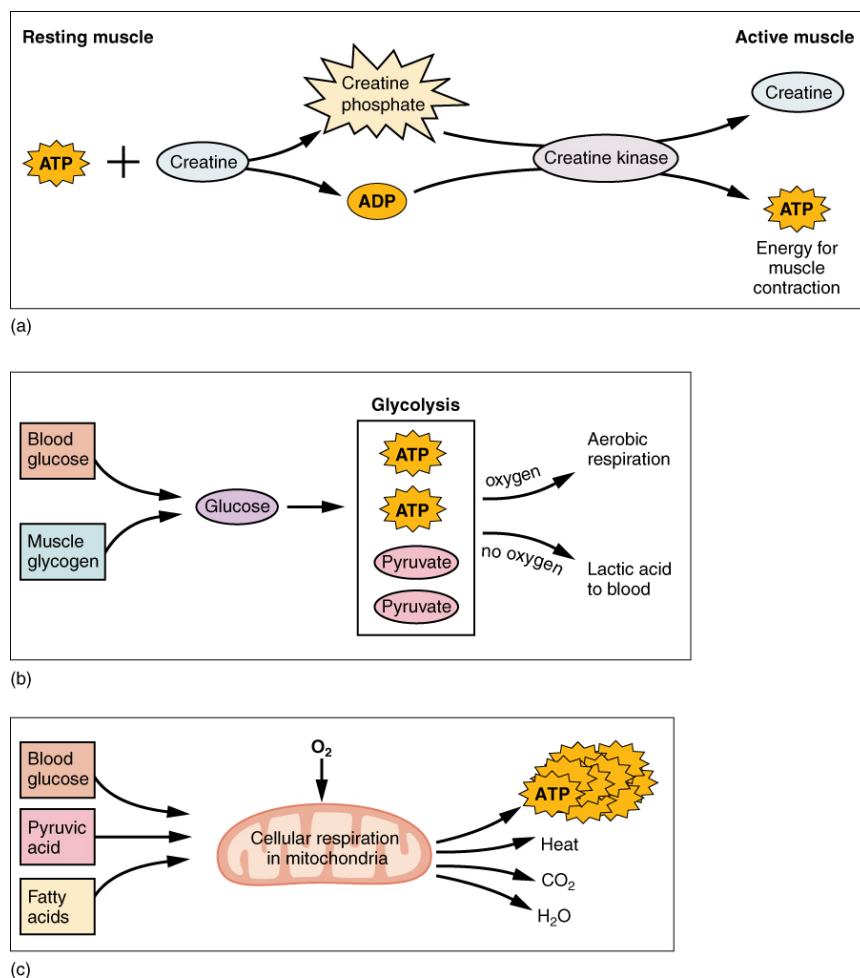 Resting muscle
Active muscle
Creatine
phosphate
Creatine
ATP
+
Creatine
Creatine kinase
ADP
ATP
Energy for
muscle
contraction
(a)
Glycolysis
Blood
glucose
ATP
oxygen
Aerobic
respiration
Glucose
ATP
Muscle
glycogen
Pyruvate
no oxygen
Lactic acid
to blood
Pyruvate
(b)
Blood
glucose
O₂
ATP
Pyruvic
acid
Cellular respiration
in mitochondria
Heat
CO₂
Fatty
acids
H₂O
(c)